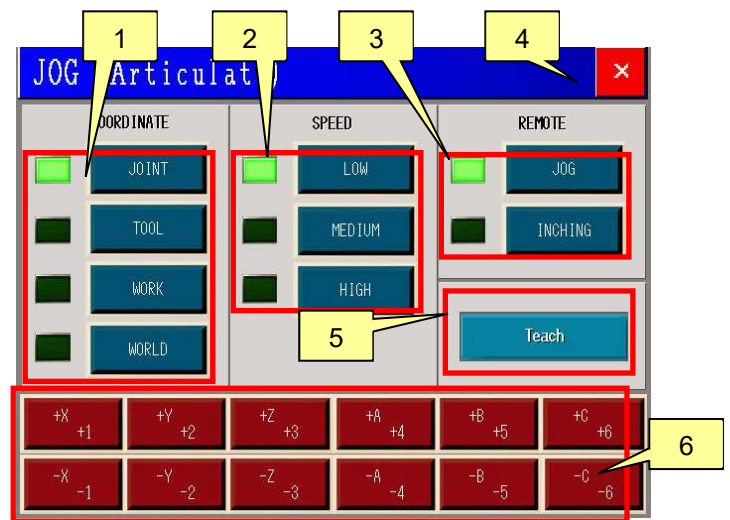 1 2 3 4
JOG Articulat
×
OORDINATE SPEED REMOTE
JOINT LOW JOG
TOOL MEDIUM INCHING
WORK HIGH
5
WORLD Teach
+X +1 +Y +2 +Z +3 +A +4 +B +5 +C +6
6
-X -1 -Y -2 -Z -3 -A -4 -B -5 -C -6